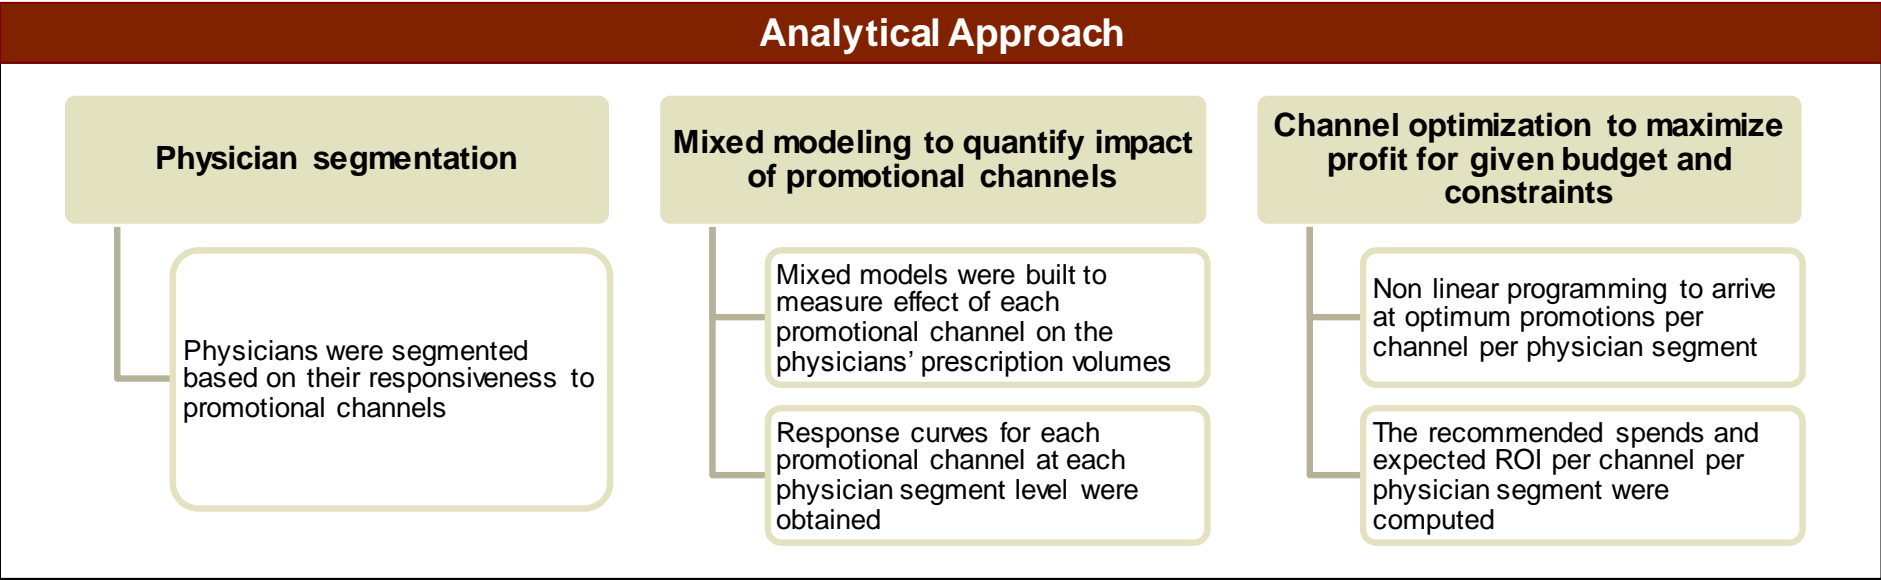 Analytical Approach
Physician segmentation
Physicians were segmented
based on their responsiveness to
promotional channels
Mixed modeling to quantify impact
of promotional channels
Mixed models were built to
measure effect of each
promotional channel on the
physicians’ prescription volumes
Response curves for each
promotional channel at each
physician segment level were
obtained
Channel optimization to maximize
profit for given budget and
constraints
Non linear programming to arrive
at optimum promotions per
channel per physician segment
The recommended spends and
expected ROI per channel per
physician segment were
computed